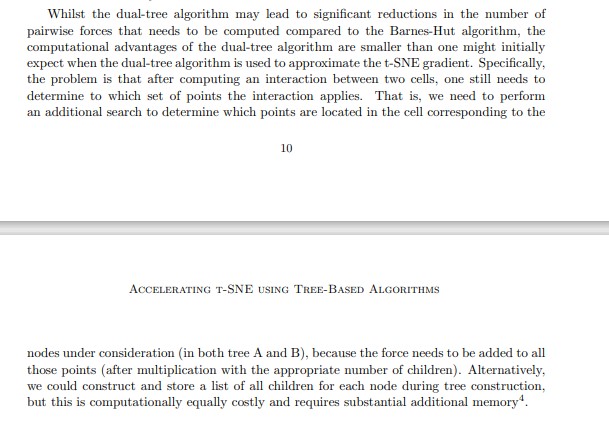 Whilst the dual-tree algorithm may lead to significant reductions in the number of
pairwise forces that needs to be computed compared to the Barnes-Hut algorithm, the
computational advantages of the dual-tree algorithm are smaller than one might initially
expect when the dual-tree algorithm is used to approximate the t-SNE gradient. Specifically,
the problem is that after computing an interaction between two cells, one still needs to
determine to which set of points the interaction applies. That is, we need to perform
an additional search to determine which points are located in the cell corresponding to the
10
Accelerating t-SNE using Tree-Based Algorithms
nodes under consideration (in both tree A and B), because the force needs to be added to all
those points (after multiplication with the appropriate number of children). Alternatively,
we could construct and store a list of all children for each node during tree construction,
but this is computationally equally costly and requires substantial additional memory⁴.